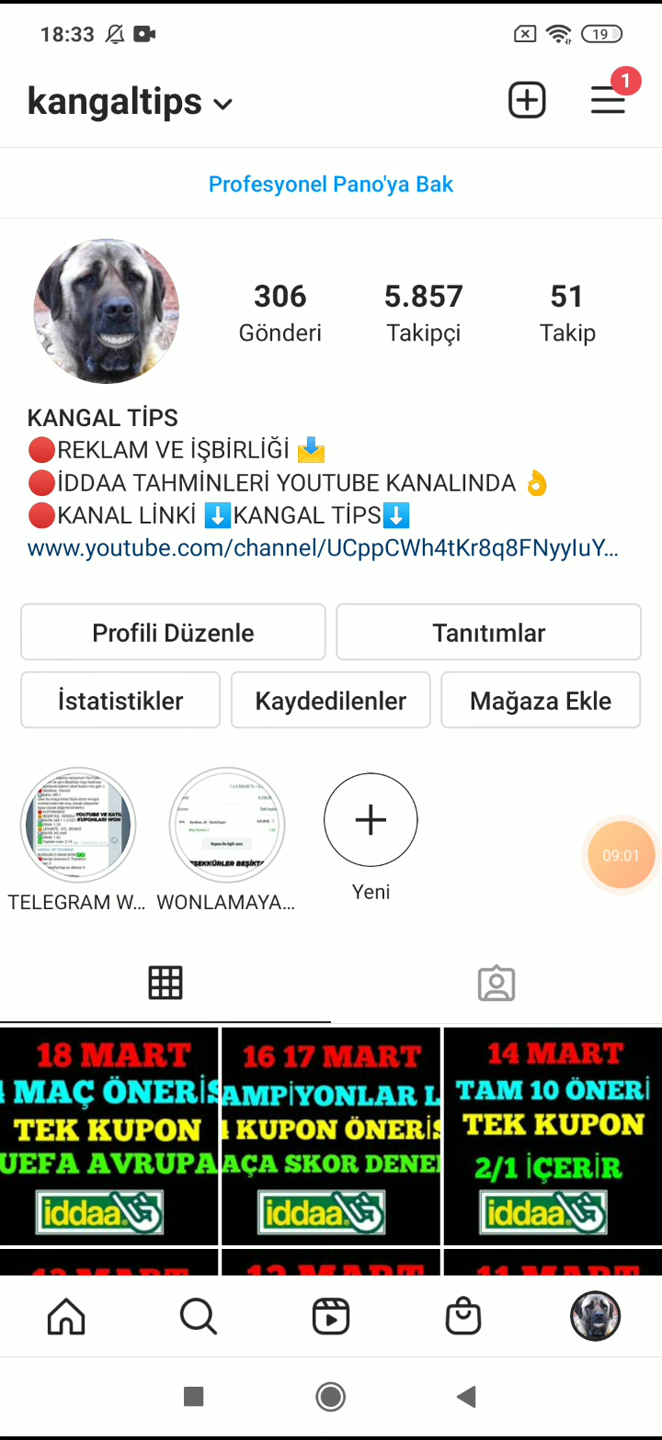 18:33
19
kangaltips
1
Profesyonel Pano'ya Bak
306
5.857
51
Gönderi
Takipçi
Takip
KANGAL TİPS
🔴REKLAM VE İŞBİRLİĞİ 📩
🔴İDDAA TAHMİNLERİ YOUTUBE KANALINDA 👌
🔴KANAL LİNKİ ⬇️KANGAL TİPS⬇️
www.youtube.com/channel/UCppCWh4tKr8q8FNyyIuY...
Profili Düzenle
Tanıtımlar
İstatistikler
Kaydedilenler
Mağaza Ekle
09:01
Yeni
TELEGRAM W...
WONLAMAYA...
18 MART
MAÇ ÖNERİS
TEK KUPON
UEFA AVRUPA
iddaa
16 17 MART
AMPİYONLAR L
4 KUPON ÖNERİS
AÇA SKOR DENE
iddaa
14 MART
TAM 10 ÖNERİ
TEK KUPON
2/1 İÇERİR
iddaa